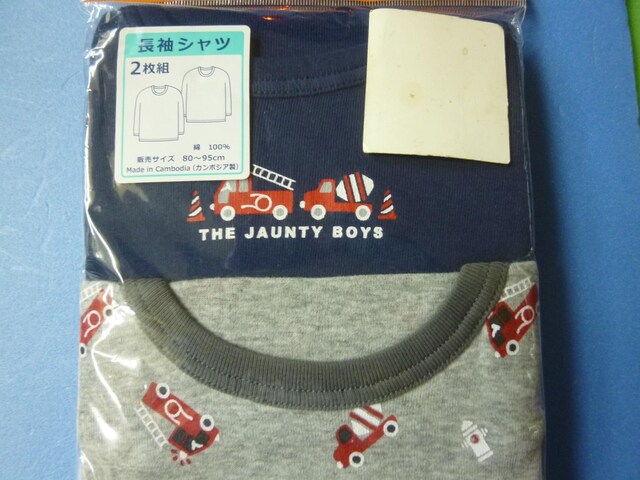 長袖シャツ
2枚組
綿 100%
販売サイズ 80～95cm
Made in Cambodia (カンボジア製)
THE JAUNTY BOYS